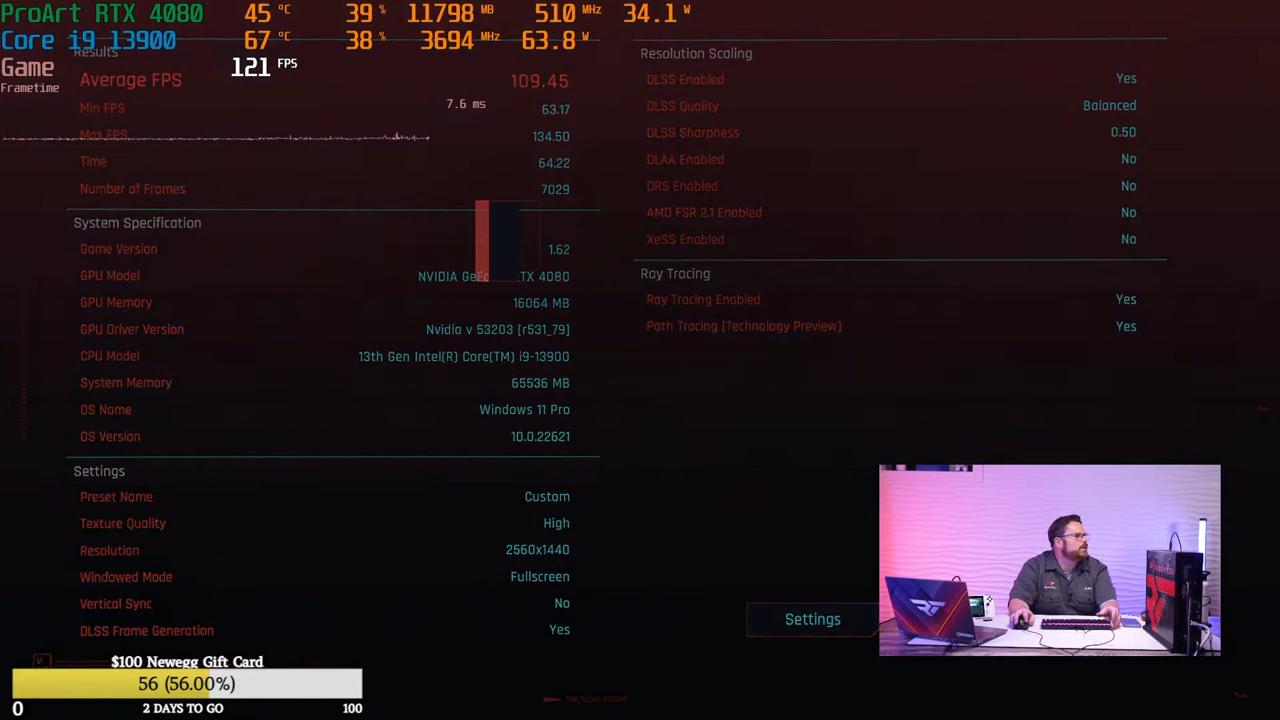 ProArt RTX 4080 45 °C 39 % 11798 MB 510 MHz 34.1 W
Core i9 13900 67 °C 38 % 3694 MHz 63.8 W
Game 121 FPS
Frametime 7.6 ms
Results
Average FPS 109.45
Min FPS 63.17
Max FPS 134.50
Time 64.22
Number of Frames 7029
System Specification
Game Version 1.62
GPU Model NVIDIA GeFo TX 4080
GPU Memory 16064 MB
GPU Driver Version Nvidia v 53203 [r531_79]
CPU Model 13th Gen Intel(R) Core(TM) i9-13900
System Memory 65536 MB
OS Name Windows 11 Pro
OS Version 10.0.22621
Settings
Preset Name Custom
Texture Quality High
Resolution 2560x1440
Windowed Mode Fullscreen
Vertical Sync No
DLSS Frame Generation Yes
Resolution Scaling
DLSS Enabled Yes
DLSS Quality Balanced
DLSS Sharpness 0.50
DLAA Enabled No
DRS Enabled No
AMD FSR 2.1 Enabled No
XeSS Enabled No
Ray Tracing
Ray Tracing Enabled Yes
Path Tracing [Technology Preview] Yes
Settings
$100 Newegg Gift Card
56 (56.00%)
0 2 DAYS TO GO 100